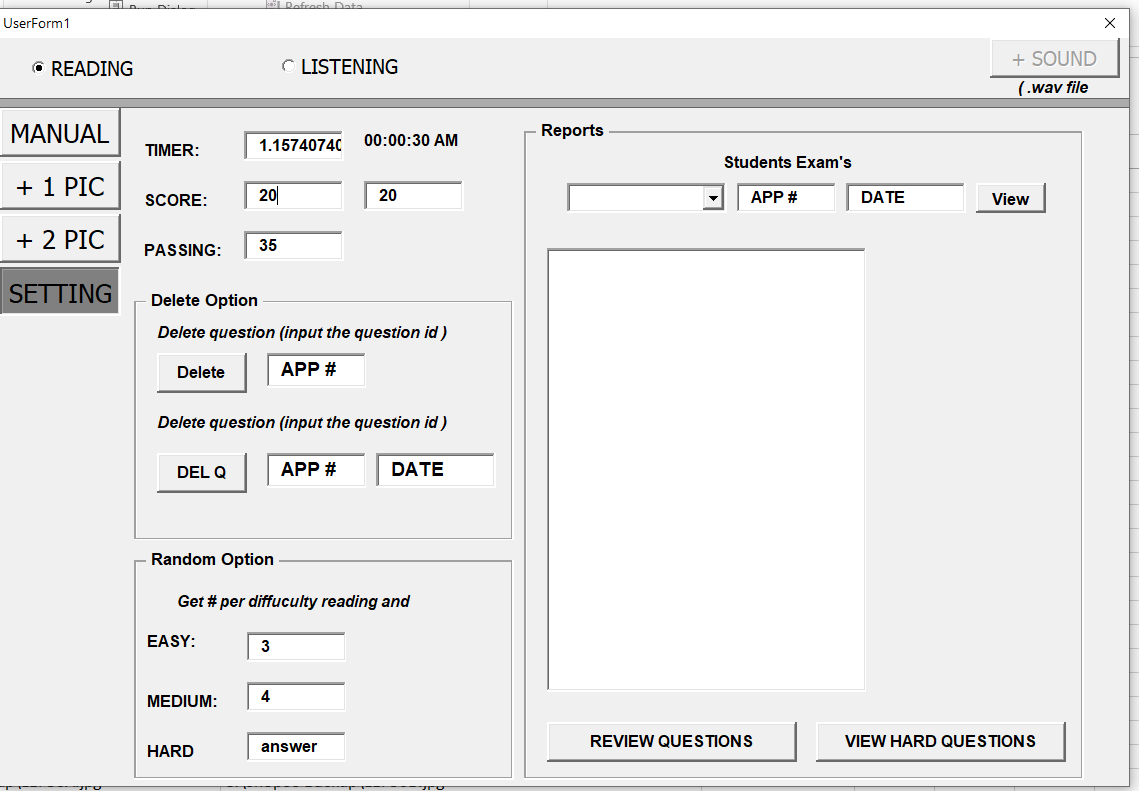 Refresh Data
UserForm1
READING
LISTENING
+ SOUND
( .wav file
MANUAL
+ 1 PIC
+ 2 PIC
SETTING
TIMER:
1.15740740
00:00:30 AM
SCORE:
20
20
PASSING:
35
Delete Option
Delete question (input the question id )
Delete
APP #
Delete question (input the question id )
DEL Q
APP #
DATE
Random Option
Get # per diffuculty reading and
EASY:
3
MEDIUM:
4
HARD
answer
Reports
Students Exam's
APP #
DATE
View
REVIEW QUESTIONS
VIEW HARD QUESTIONS